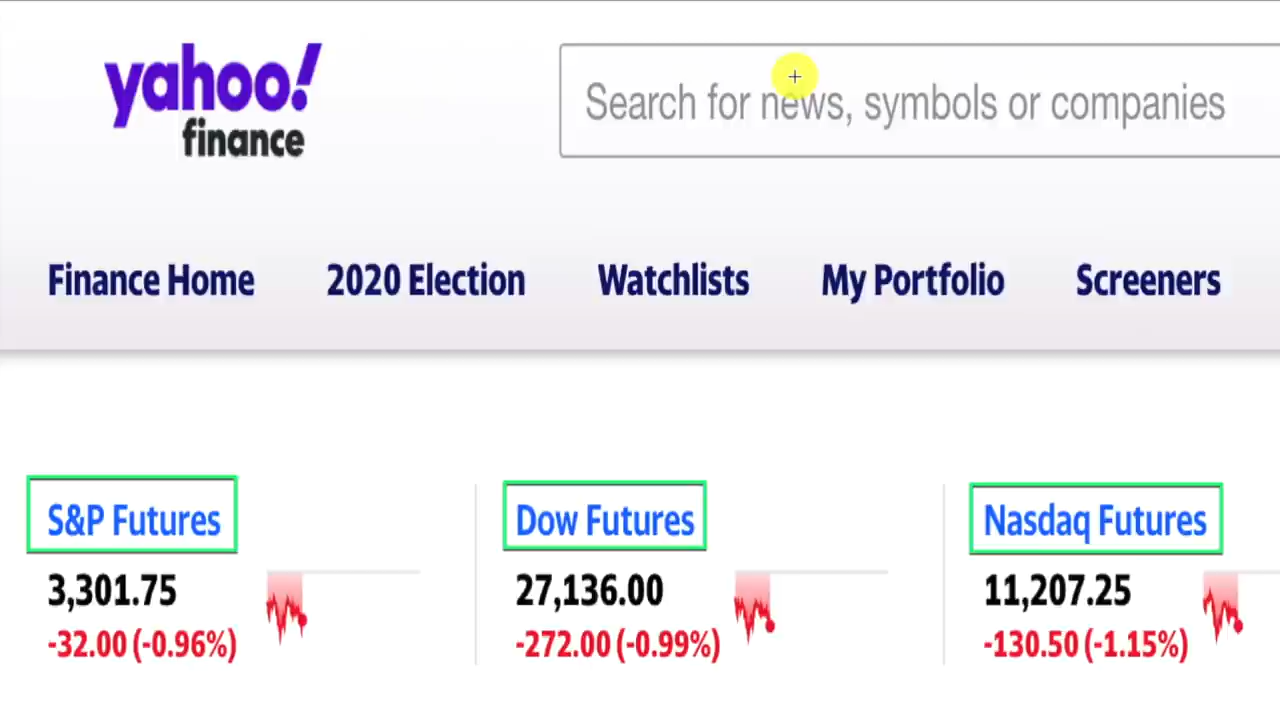 yahoo!
finance
Search for news, symbols or companies
Finance Home 2020 Election Watchlists My Portfolio Screeners
S&P Futures Dow Futures Nasdaq Futures
3,301.75 27,136.00 11,207.25
-32.00 (-0.96%) -272.00 (-0.99%) -130.50 (-1.15%)